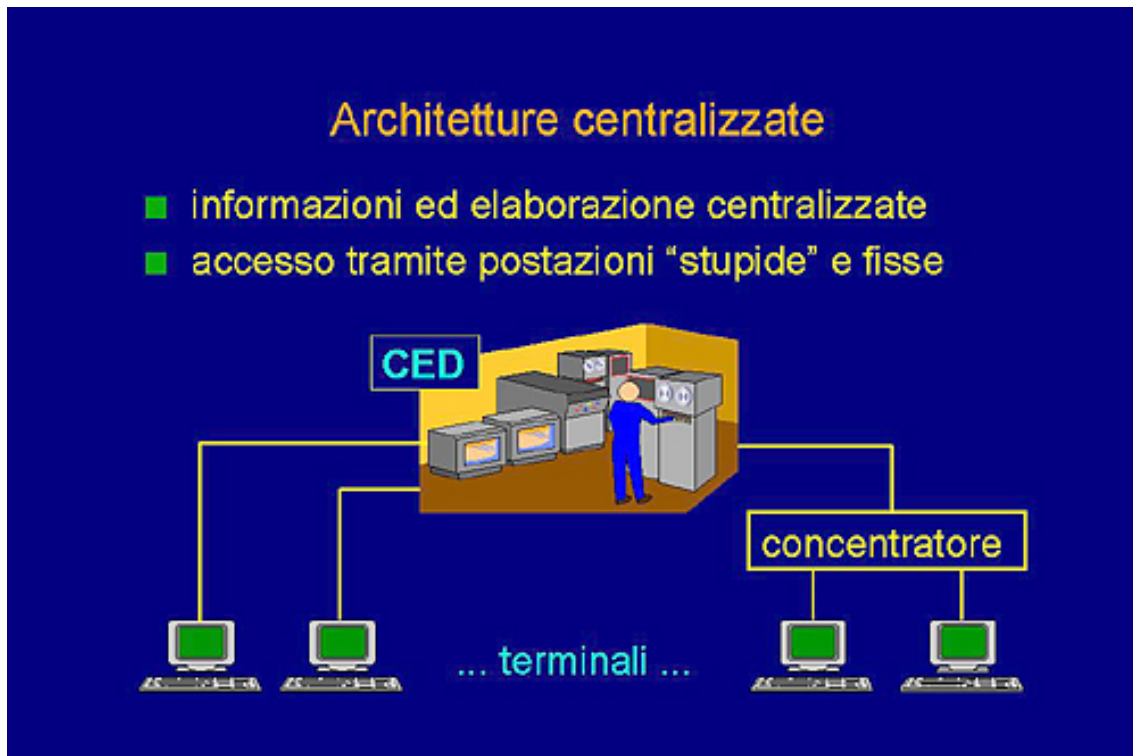 Architetture centralizzate
informazioni ed elaborazione centralizzate
accesso tramite postazioni “stupide” e fisse
CED
concentratore
... terminali ...